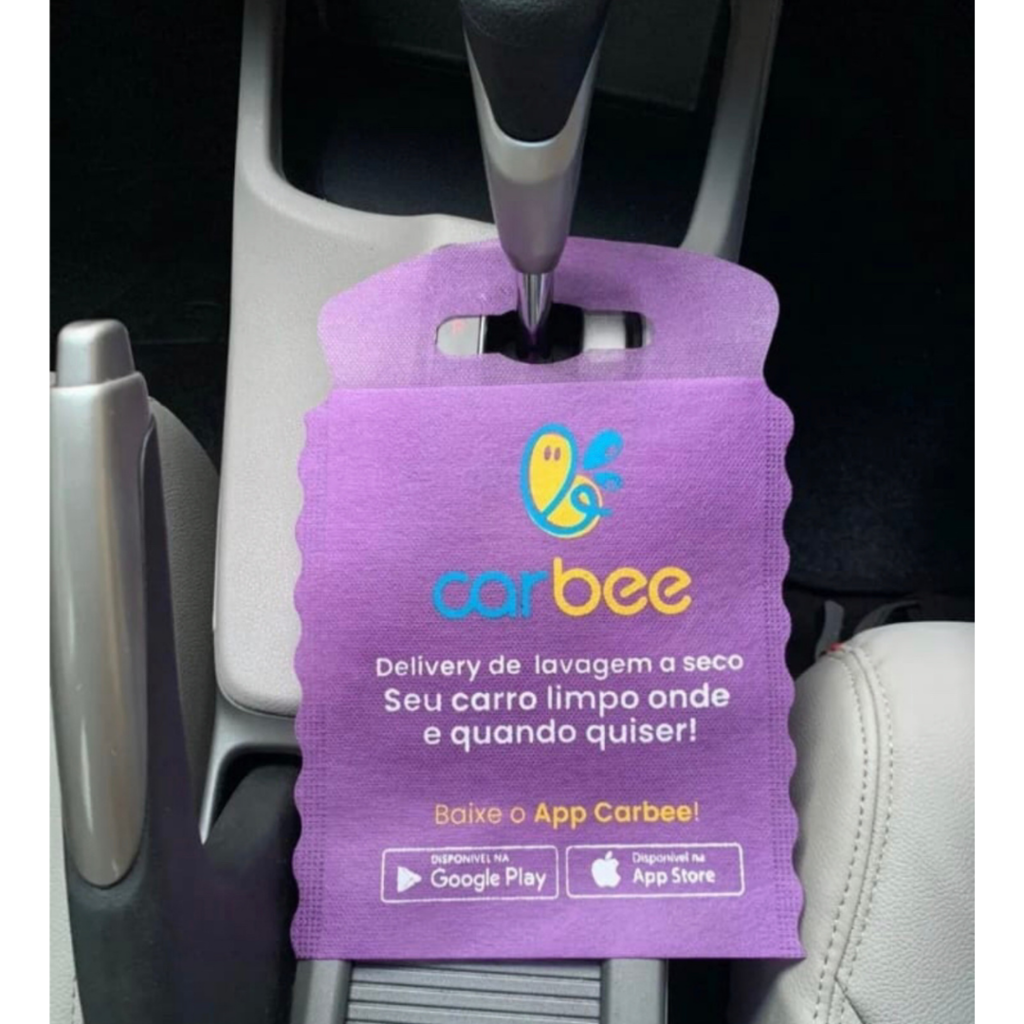 carbee
Delivery de lavagem a seco
Seu carro limpo onde
e quando quiser!
Baixe o App Carbee!
DISPONÍVEL NA
Google Play
Disponível na
App Store